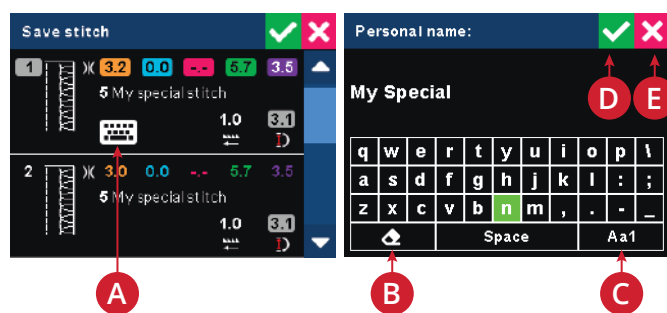 Save stitch
1 3.2 0.0 -.- 5.7 3.5
5 My special stitch
1.0 3.1
2 3.0 0.0 -.- 5.7 3.5
5 My special stitch
1.0 3.1
A
Personal name:
D E
My Special
q w e r t y u i o p \
a s d f g h j k l : ;
z x c v b n m , . - _
Space Aa1
B C